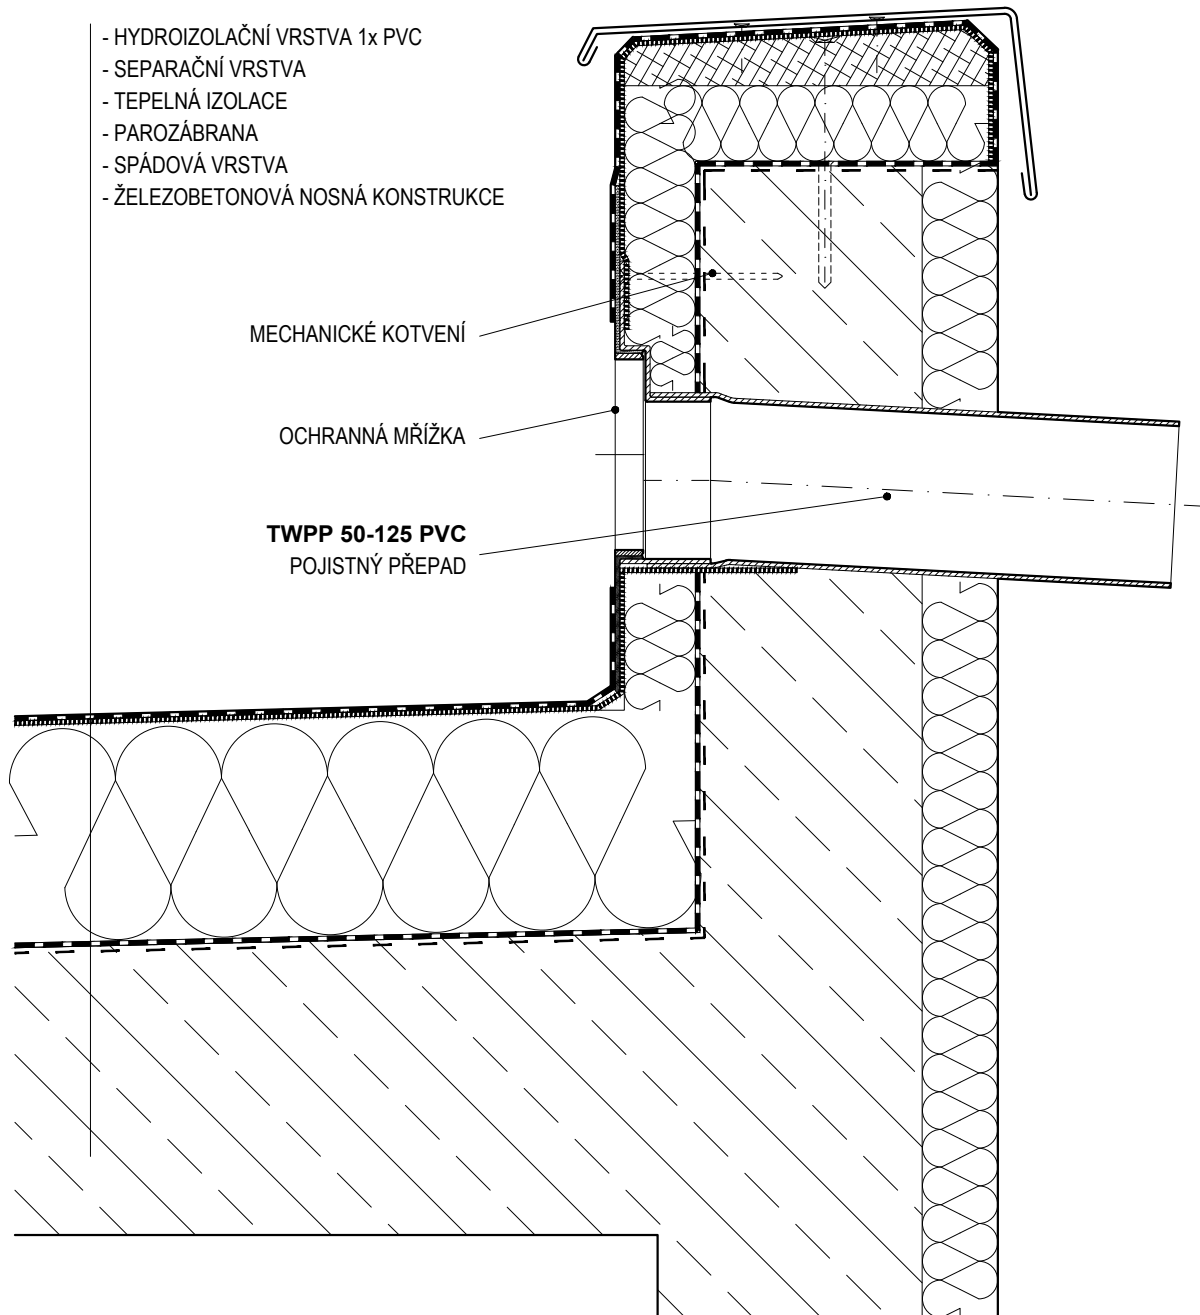 - HYDROIZOLAČNÍ VRSTVA 1x PVC
- SEPARAČNÍ VRSTVA
- TEPELNÁ IZOLACE
- PAROZÁBRANA
- SPÁDOVÁ VRSTVA
- ŽELEZOBETONOVÁ NOSNÁ KONSTRUKCE
MECHANICKÉ KOTVENÍ
OCHRANNÁ MŘÍŽKA
TWPP 50-125 PVC
POJISTNÝ PŘEPAD